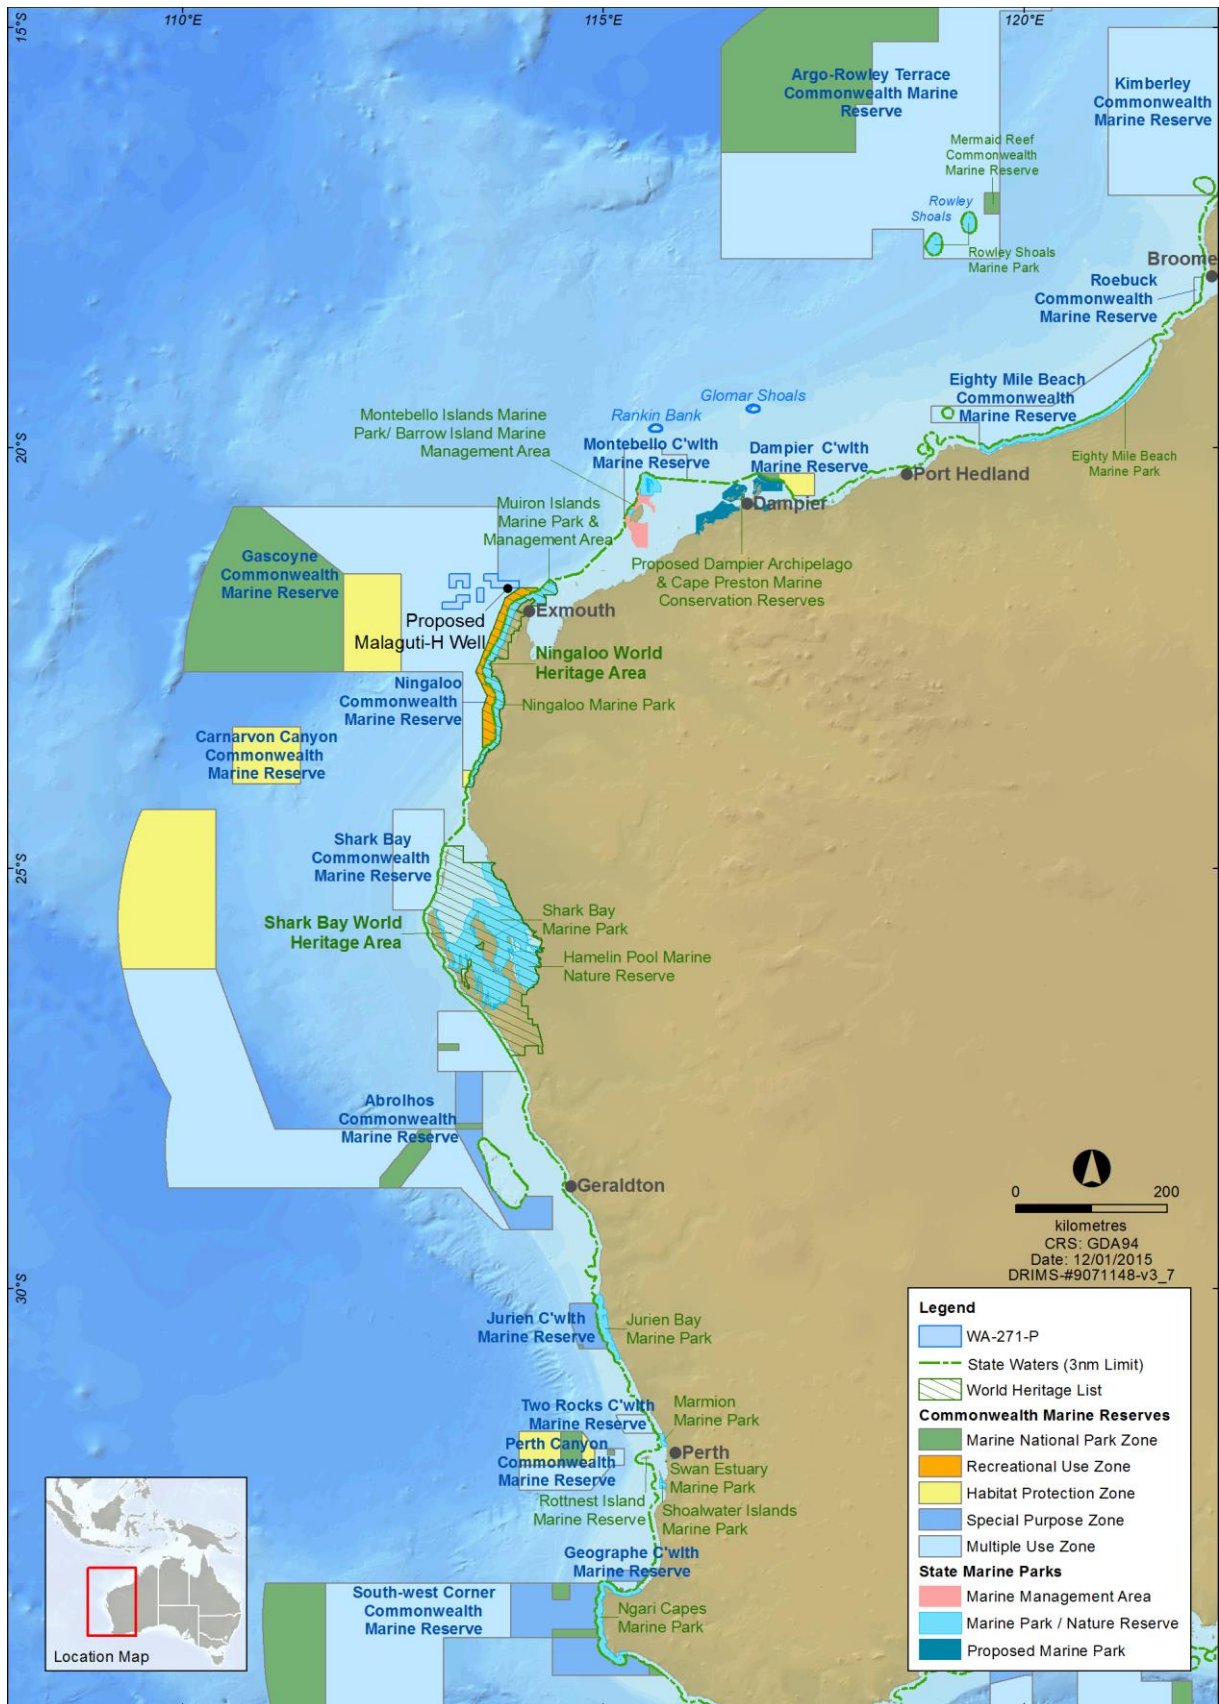 110°E
115°E
120°E
15°S
20°S
25°S
30°S
Argo-Rowley Terrace
Commonwealth Marine
Reserve
Kimberley
Commonwealth
Marine Reserve
Mermaid Reef
Commonwealth
Marine Reserve
Rowley
Shoals
Rowley Shoals
Marine Park
Broome
Roebuck
Commonwealth
Marine Reserve
Eighty Mile Beach
Commonwealth
Marine Reserve
Glomar Shoals
Rankin Bank
Montebello Islands Marine
Park/ Barrow Island Marine
Management Area
Montebello C'wlth
Marine Reserve
Dampier C'wlth
Marine Reserve
Eighty Mile Beach
Marine Park
Port Hedland
Dampier
Muiron Islands
Marine Park &
Management Area
Proposed Dampier Archipelago
& Cape Preston Marine
Conservation Reserves
Gascoyne
Commonwealth
Marine Reserve
Proposed
Malaguti-H Well
Exmouth
Ningaloo World
Heritage Area
Ningaloo
Commonwealth
Marine Reserve
Ningaloo Marine Park
Carnarvon Canyon
Commonwealth
Marine Reserve
Shark Bay
Commonwealth
Marine Reserve
Shark Bay World
Heritage Area
Shark Bay
Marine Park
Hamelin Pool Marine
Nature Reserve
Abrolhos
Commonwealth
Marine Reserve
Geraldton
0 200
kilometres
CRS: GDA94
Date: 12/01/2015
DRIMS-#9071148-v3_7
Jurien C'wlth
Marine Reserve
Jurien Bay
Marine Park
Two Rocks C'wlth
Marine Reserve
Marmion
Marine Park
Perth Canyon
Commonwealth
Marine Reserve
Perth
Swan Estuary
Marine Park
Rottnest Island
Marine Reserve
Shoalwater Islands
Marine Park
Geographe C'wlth
Marine Reserve
South-west Corner
Commonwealth
Marine Reserve
Ngari Capes
Marine Park
Location Map
Legend
WA-271-P
State Waters (3nm Limit)
World Heritage List
Commonwealth Marine Reserves
Marine National Park Zone
Recreational Use Zone
Habitat Protection Zone
Special Purpose Zone
Multiple Use Zone
State Marine Parks
Marine Management Area
Marine Park / Nature Reserve
Proposed Marine Park